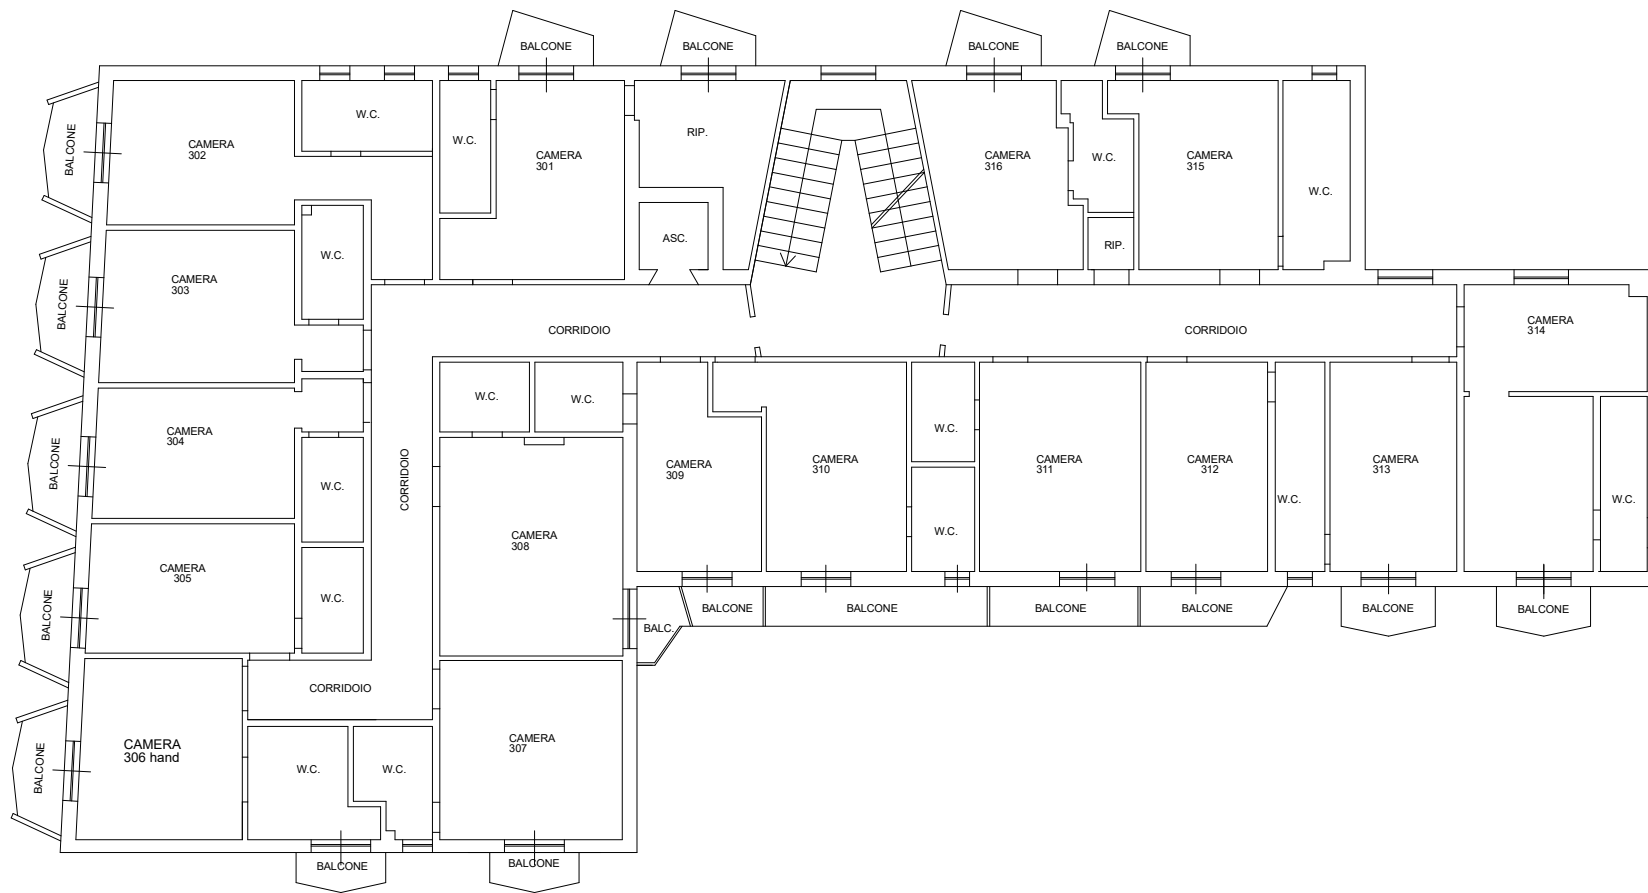 BALCONE
BALCONE
BALCONE
BALCONE
W.C.
RIP.
CAMERA
302
W.C.
CAMERA
301
CAMERA
316
W.C.
CAMERA
315
BALCONE
W.C.
ASC.
RIP.
W.C.
CAMERA
303
BALCONE
CORRIDOIO
CORRIDOIO
CAMERA
314
W.C.
W.C.
CAMERA
304
BALCONE
W.C.
CAMERA
309
CAMERA
310
CAMERA
311
CAMERA
312
CAMERA
313
CORRIDOIO
W.C.
W.C.
W.C.
CAMERA
308
W.C.
CAMERA
305
BALCONE
W.C.
BALCONE
BALCONE
BALCONE
BALCONE
BALCONE
BALCONE
BALC.
CORRIDOIO
CAMERA
306 hand
BALCONE
W.C.
W.C.
CAMERA
307
BALCONE
BALCONE